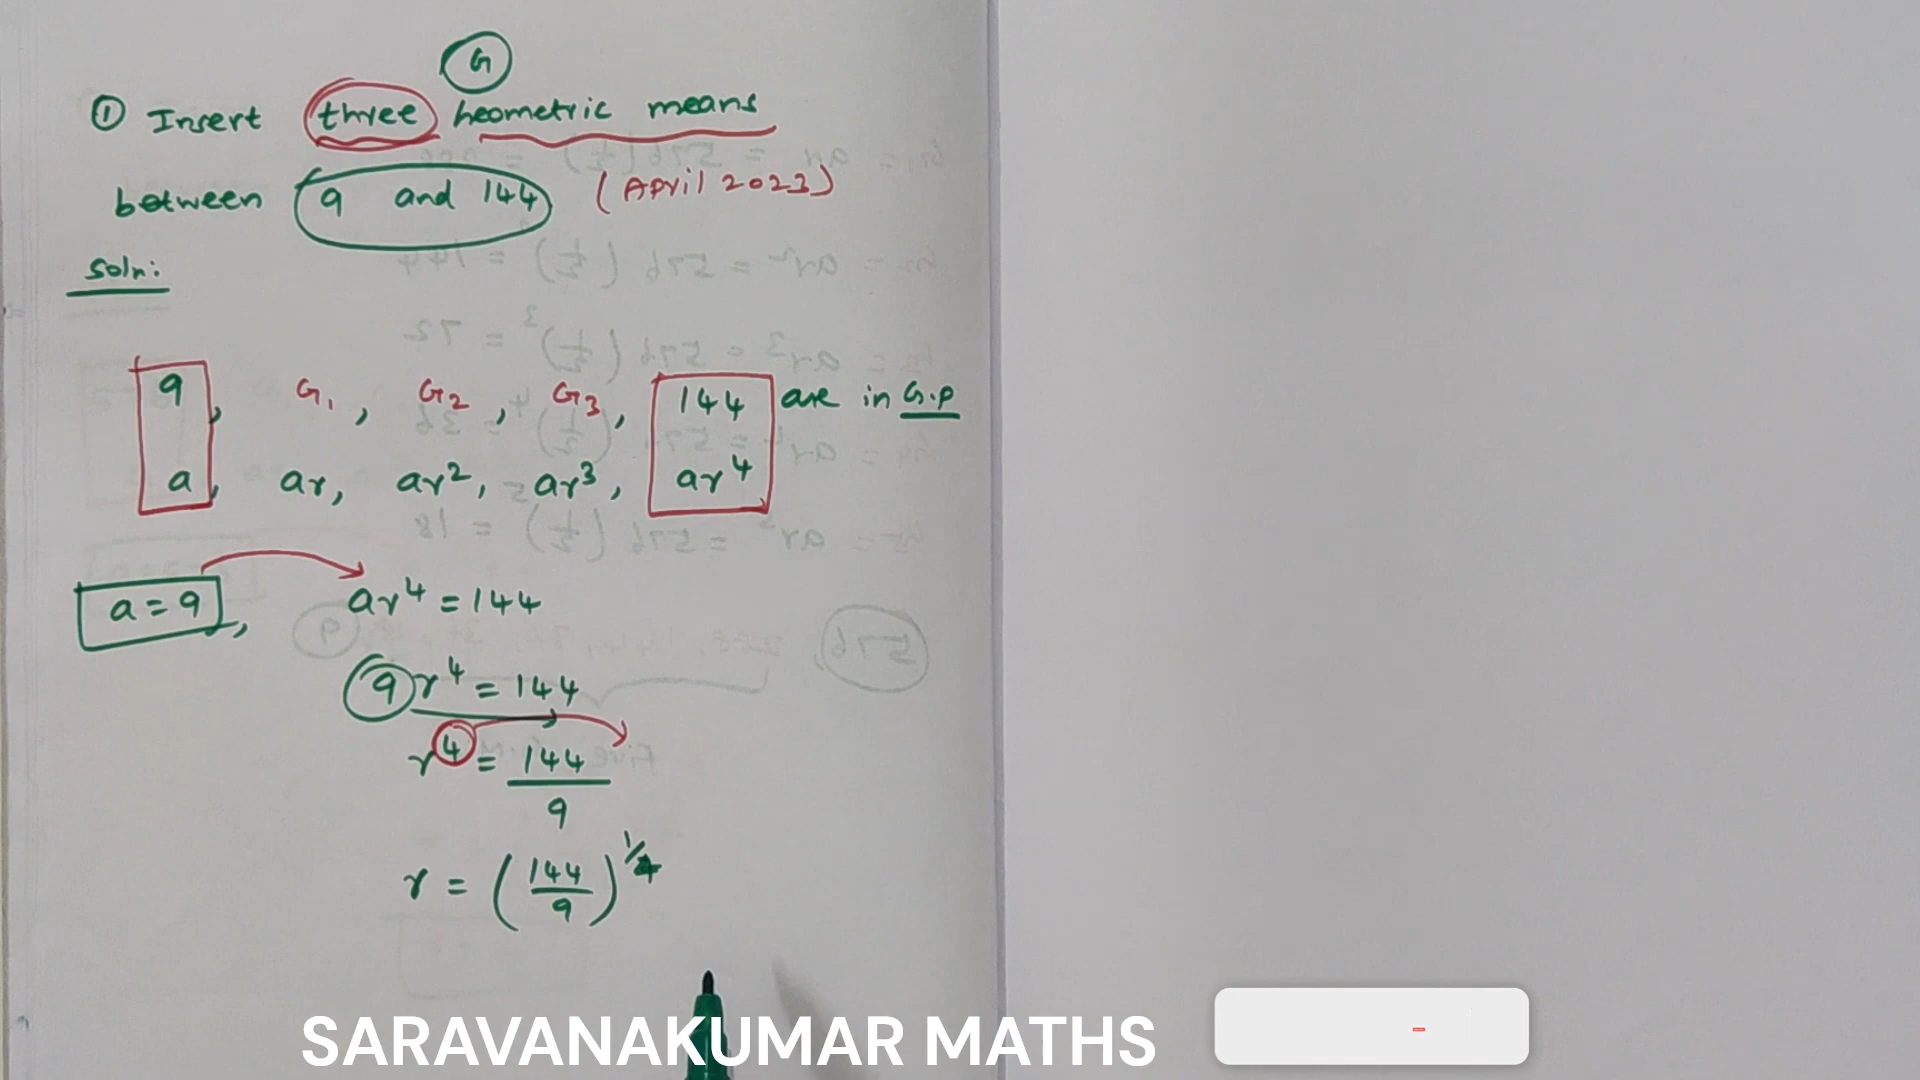 G
① Insert three Geometric means
between 9 and 144 (April 2023)
Soln:
9, G₁, G₂, G₃, 144 are in G.P
a, ar, ar², ar³, ar⁴
a = 9, ar⁴ = 144
9r⁴ = 144
r⁴ = 144/9
r = (144/9)^1/4
SARAVANAKUMAR MATHS